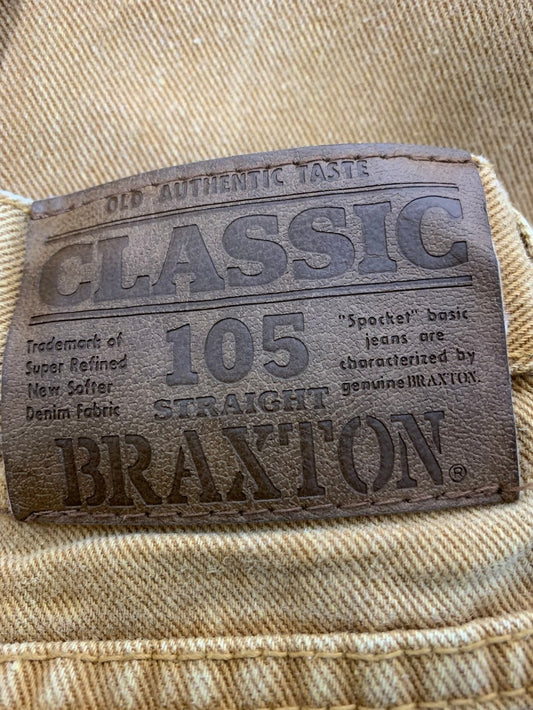 OLD AUTHENTIC TASTE
CLASSIC
Trademark of
Super Refined
New Softer
Denim Fabric
105
STRAIGHT
"5pocket" basic
jeans are
characterized by
genuine BRAXTON.
BRAXTON®